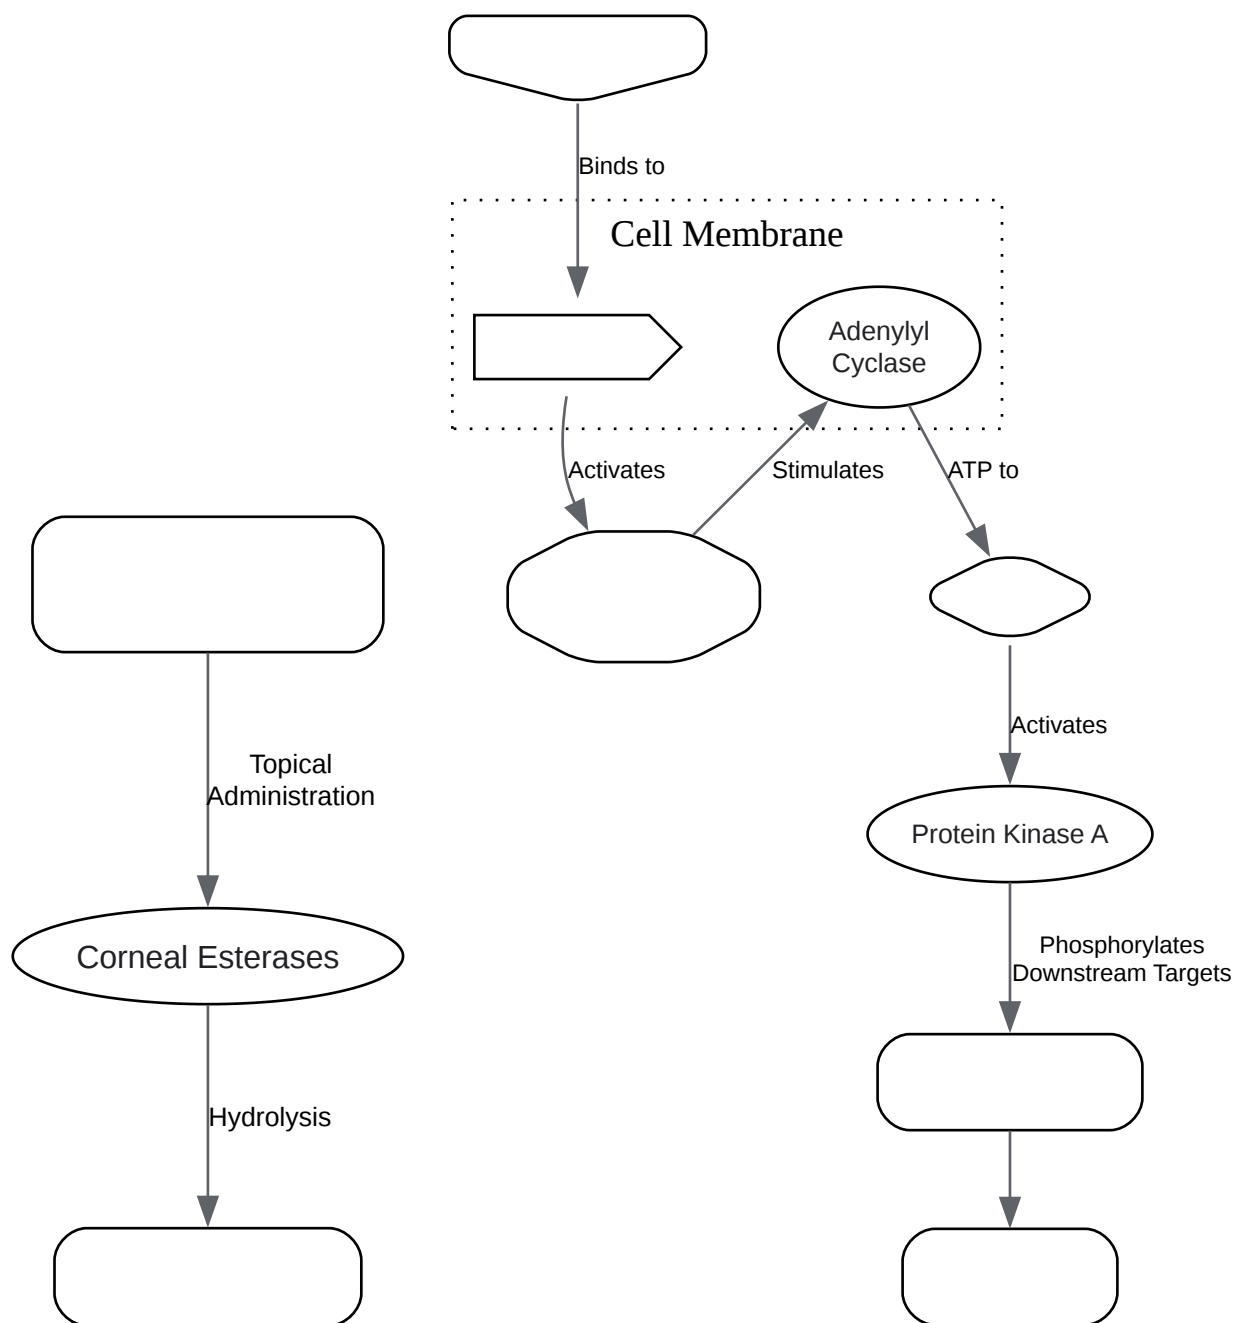 Binds to
Cell Membrane
Adenylyl
Cyclase
Activates
Stimulates
ATP to
Activates
Topical
Administration
Protein Kinase A
Corneal Esterases
Phosphorylates
Downstream Targets
Hydrolysis